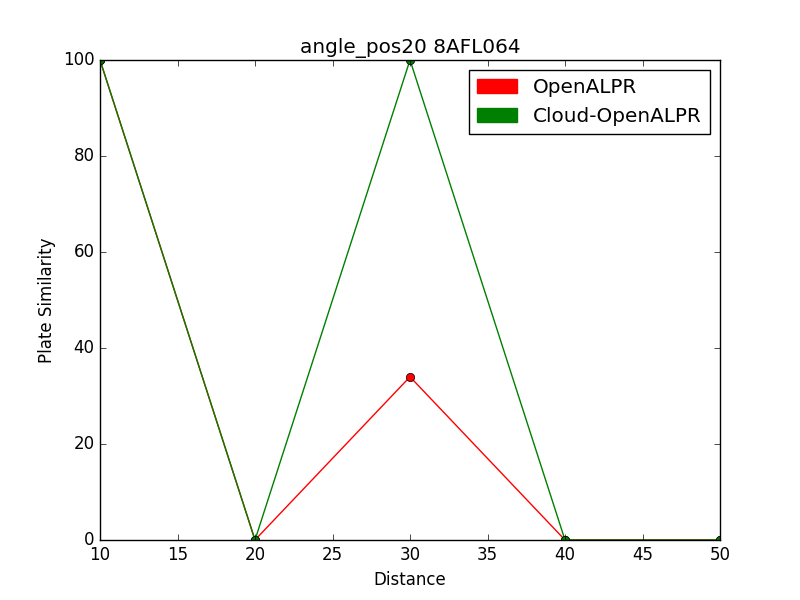 angle_pos20 8AFL064
OpenALPR
Cloud-OpenALPR
100
80
60
40
20
0
Plate Similarity
10 15 20 25 30 35 40 45 50
Distance